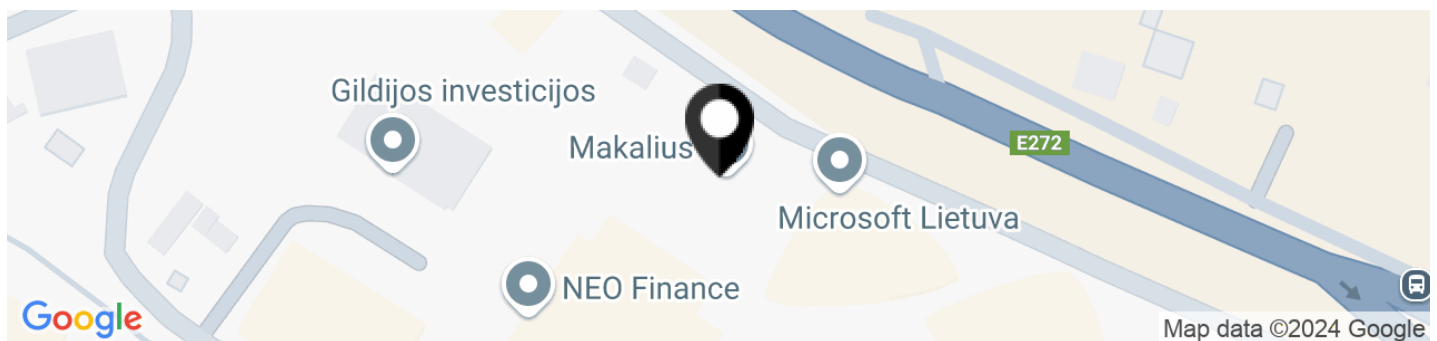 Gildijos investicijos
Makalius
E272
Microsoft Lietuva
NEO Finance
Google
Map data ©2024 Google